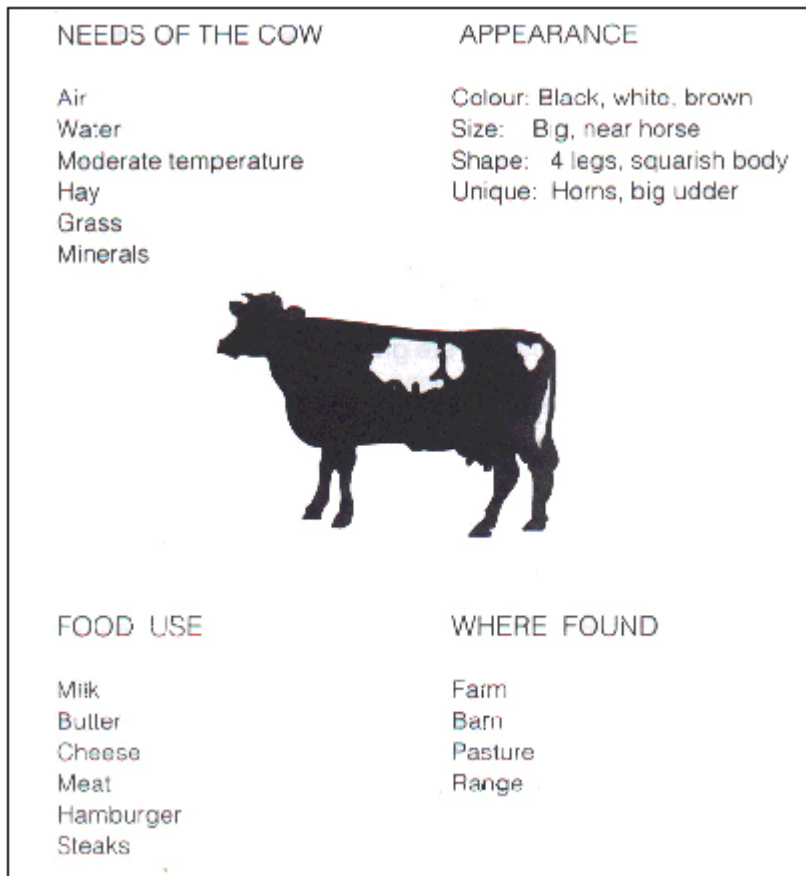 NEEDS OF THE COW
Air
Water
Moderate temperature
Hay
Grass
Minerals
APPEARANCE
Colour: Black, white, brown
Size: Big, near horse
Shape: 4 legs, squarish body
Unique: Horns, big udder
FOOD USE
Milk
Butter
Cheese
Meat
Hamburger
Steaks
WHERE FOUND
Farm
Barn
Pasture
Range